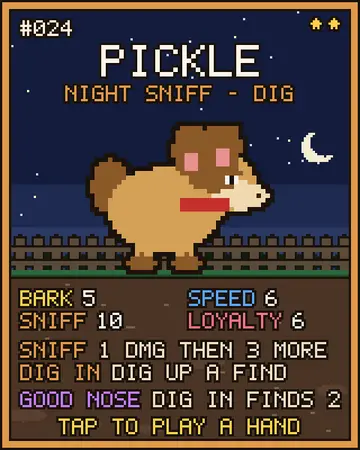 #024
PICKLE
NIGHT SNIFF - DIG
BARK 5 SPEED 6
SNIFF 10 LOYALTY 6
SNIFF 1 DMG THEN 3 MORE
DIG IN DIG UP A FIND
GOOD NOSE DIG IN FINDS 2
TAP TO PLAY A HAND